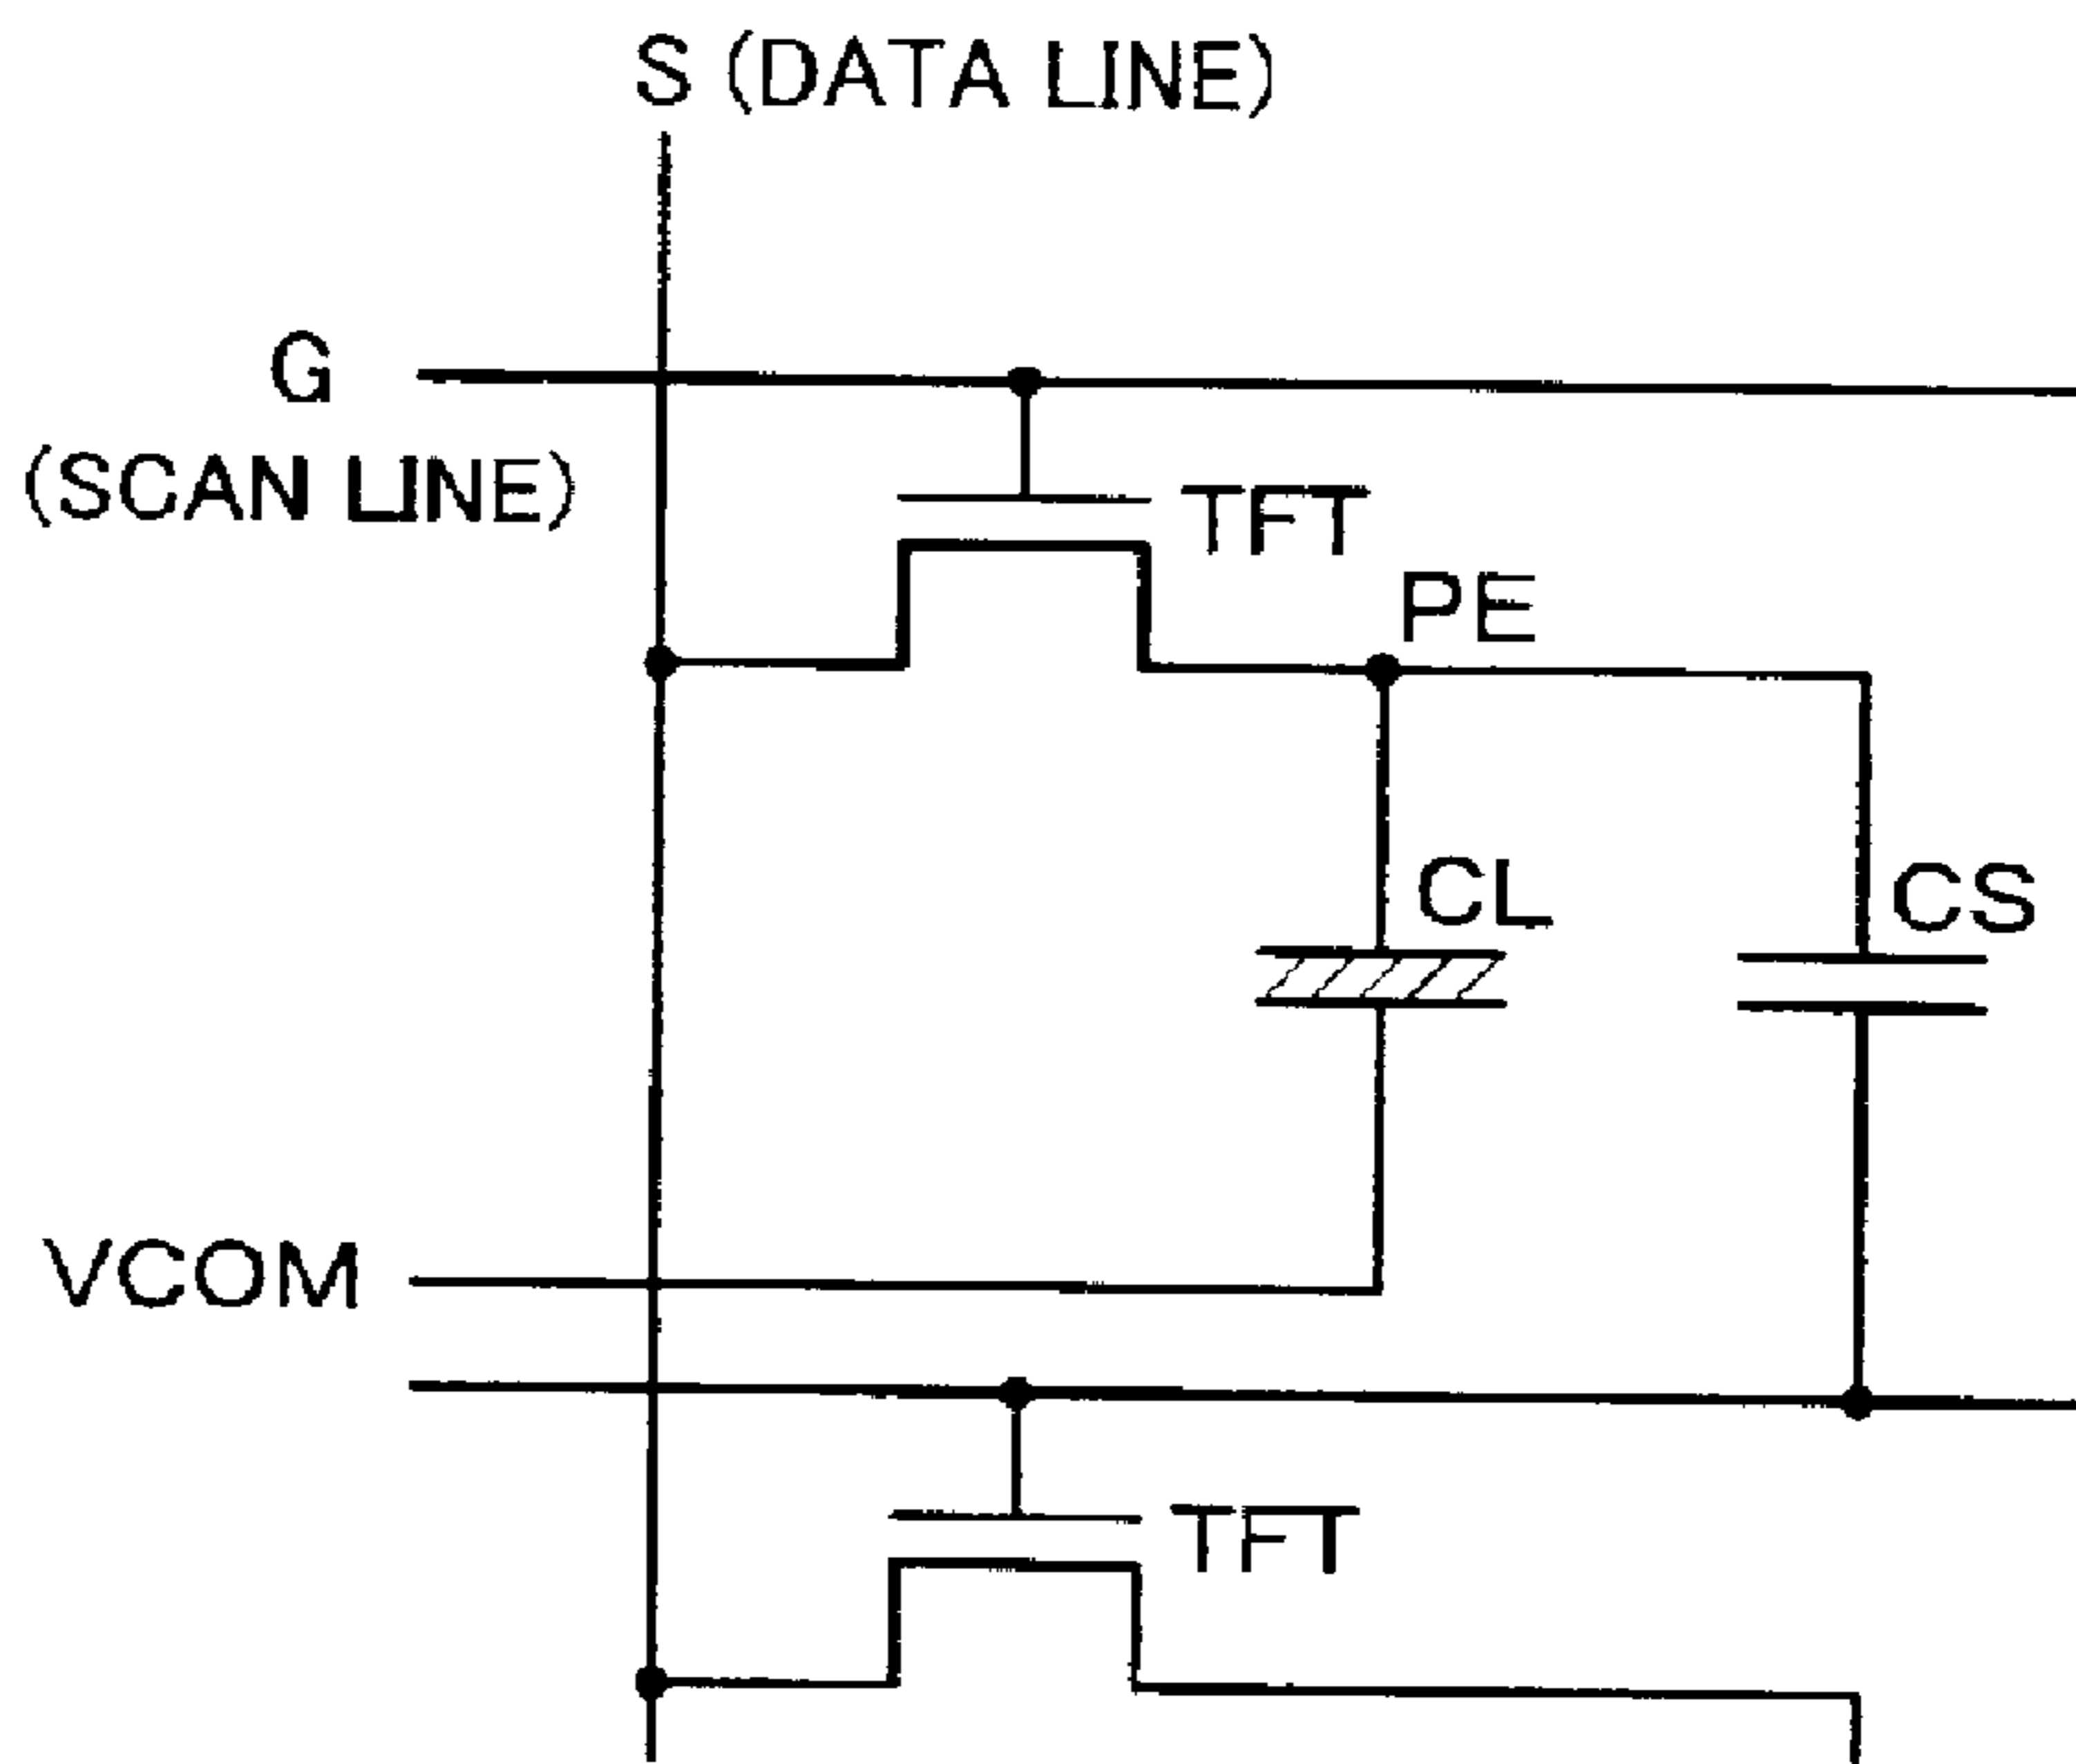 S (DATA LINE)
G
(SCAN LINE)
TFT
PE
CL
CS
VCOM
TFT